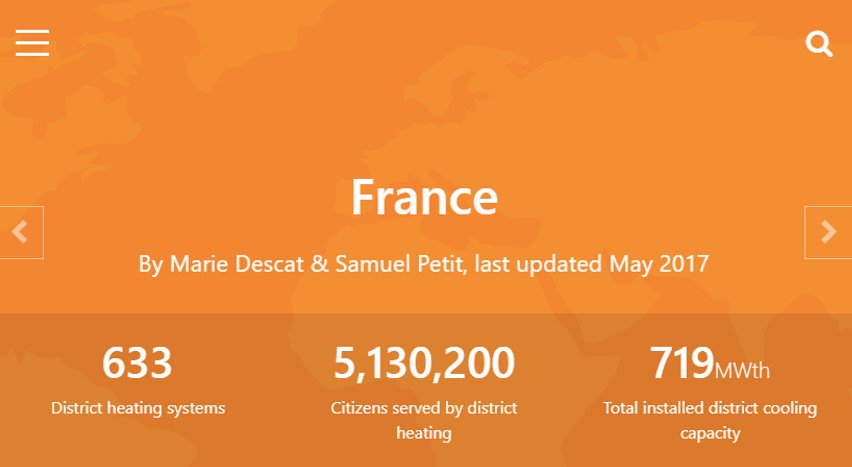 France
By Marie Descat & Samuel Petit, last updated May 2017
633
District heating systems
5,130,200
Citizens served by district
heating
719MWth
Total installed district cooling
capacity